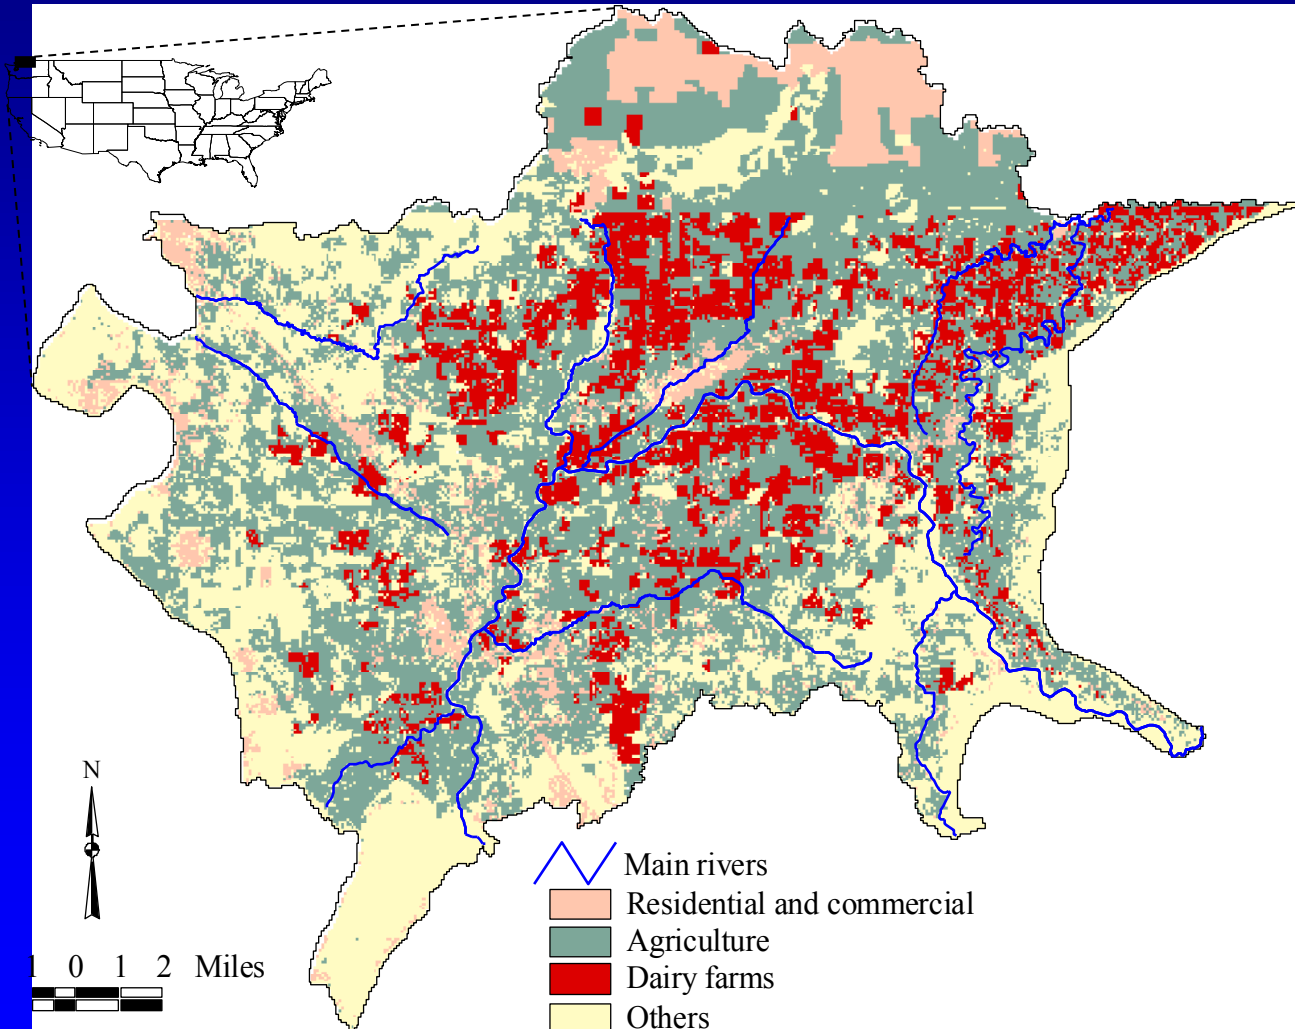 N
1 0 1 2 Miles
Main rivers
Residential and commercial
Agriculture
Dairy farms
Others